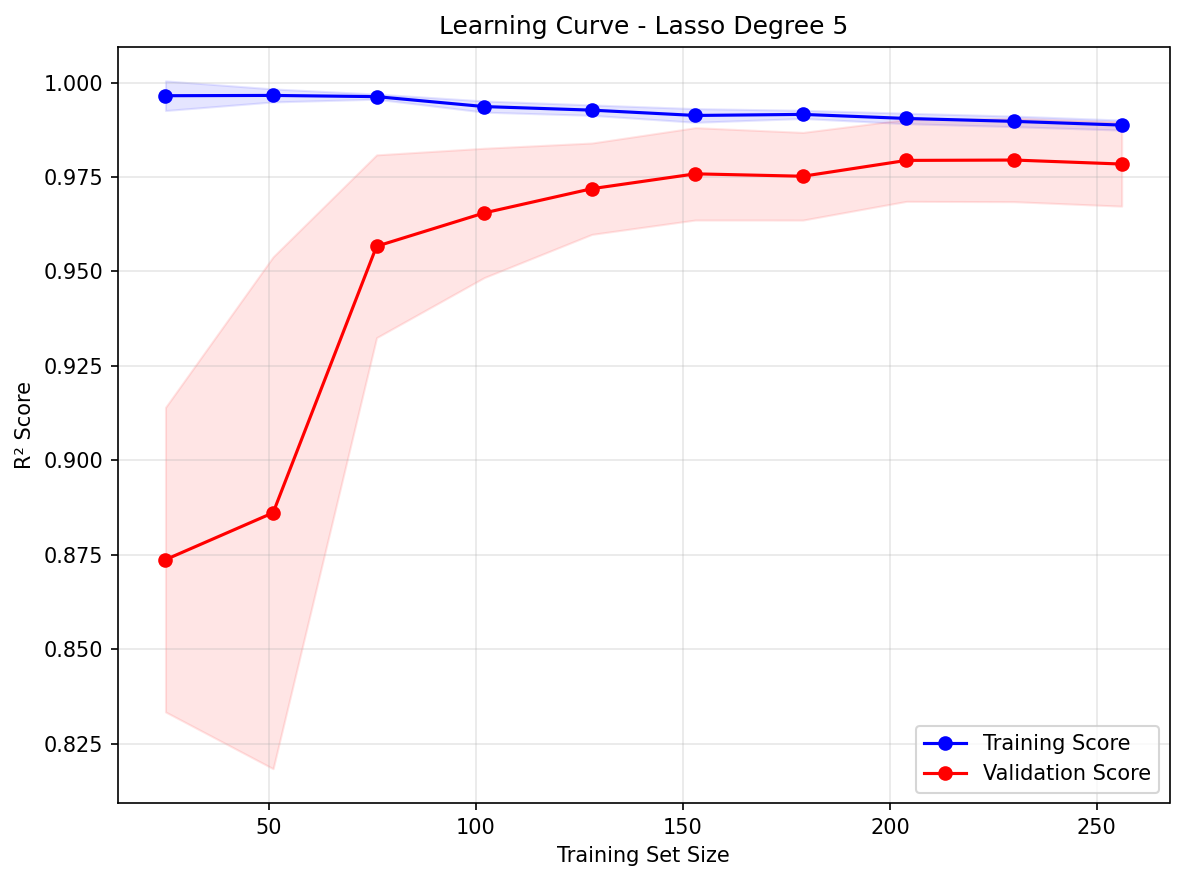 Learning Curve - Lasso Degree 5
R² Score
1.000
0.975
0.950
0.925
0.900
0.875
0.850
0.825
50
100
150
200
250
Training Set Size
Training Score
Validation Score